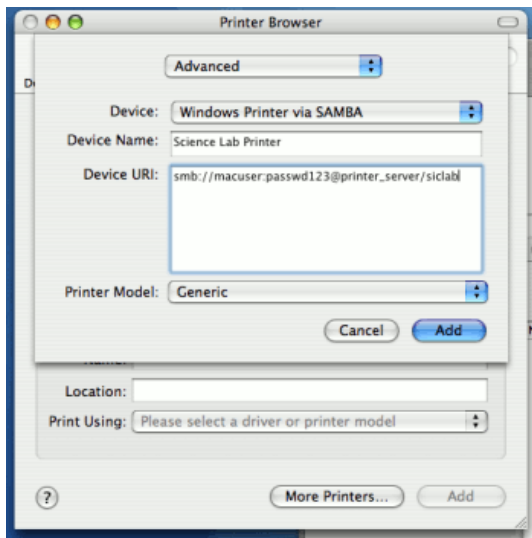 Printer Browser
Advanced
Device: Windows Printer via SAMBA
Device Name: Science Lab Printer
Device URI: smb://macuser:passwd123@printer_server/siclab
Printer Model: Generic
Cancel Add
Name:
Location:
Print Using: Please select a driver or printer model
? More Printers... Add